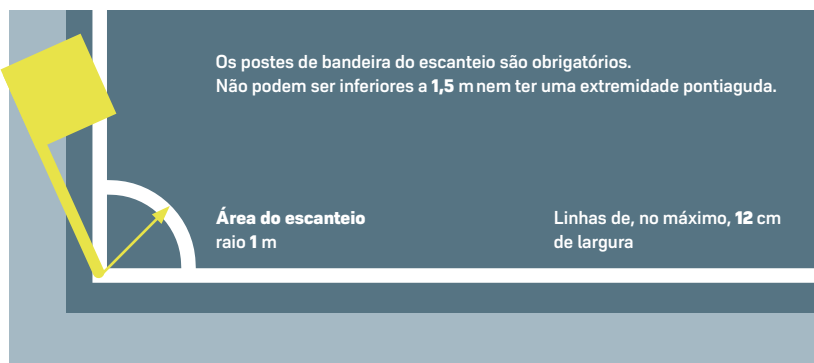 Os postes de bandeira do escanteio são obrigatórios.
Não podem ser inferiores a 1,5 m nem ter uma extremidade pontiaguda.
Área do escanteio
raio 1 m
Linhas de, no máximo, 12 cm
de largura